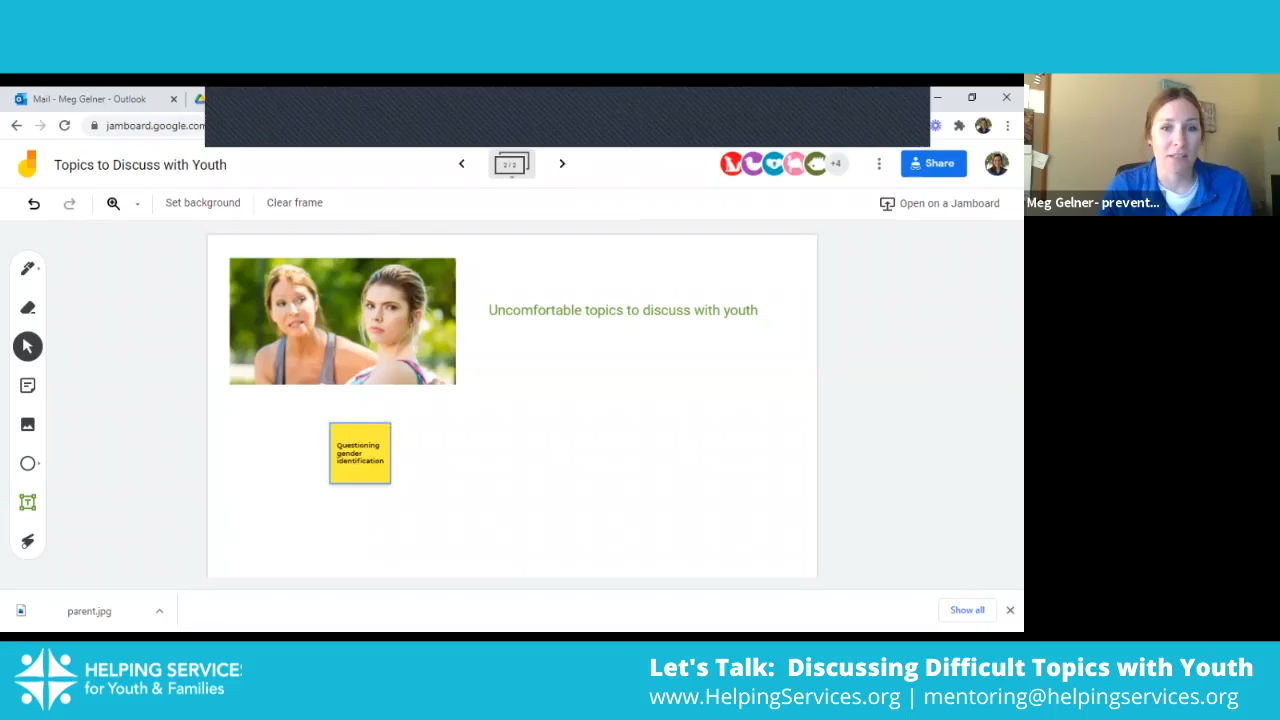 Mail - Meg Gelner - Outlook
jamboard.google.com
Topics to Discuss with Youth
2 / 2
+4
Share
Set background
Clear frame
Open on a Jamboard
Meg Gelner- prevent...
Uncomfortable topics to discuss with youth
Questioning
gender
identification
parent.jpg
Show all
HELPING SERVICES
for Youth & Families
Let's Talk: Discussing Difficult Topics with Youth
www.HelpingServices.org | mentoring@helpingservices.org